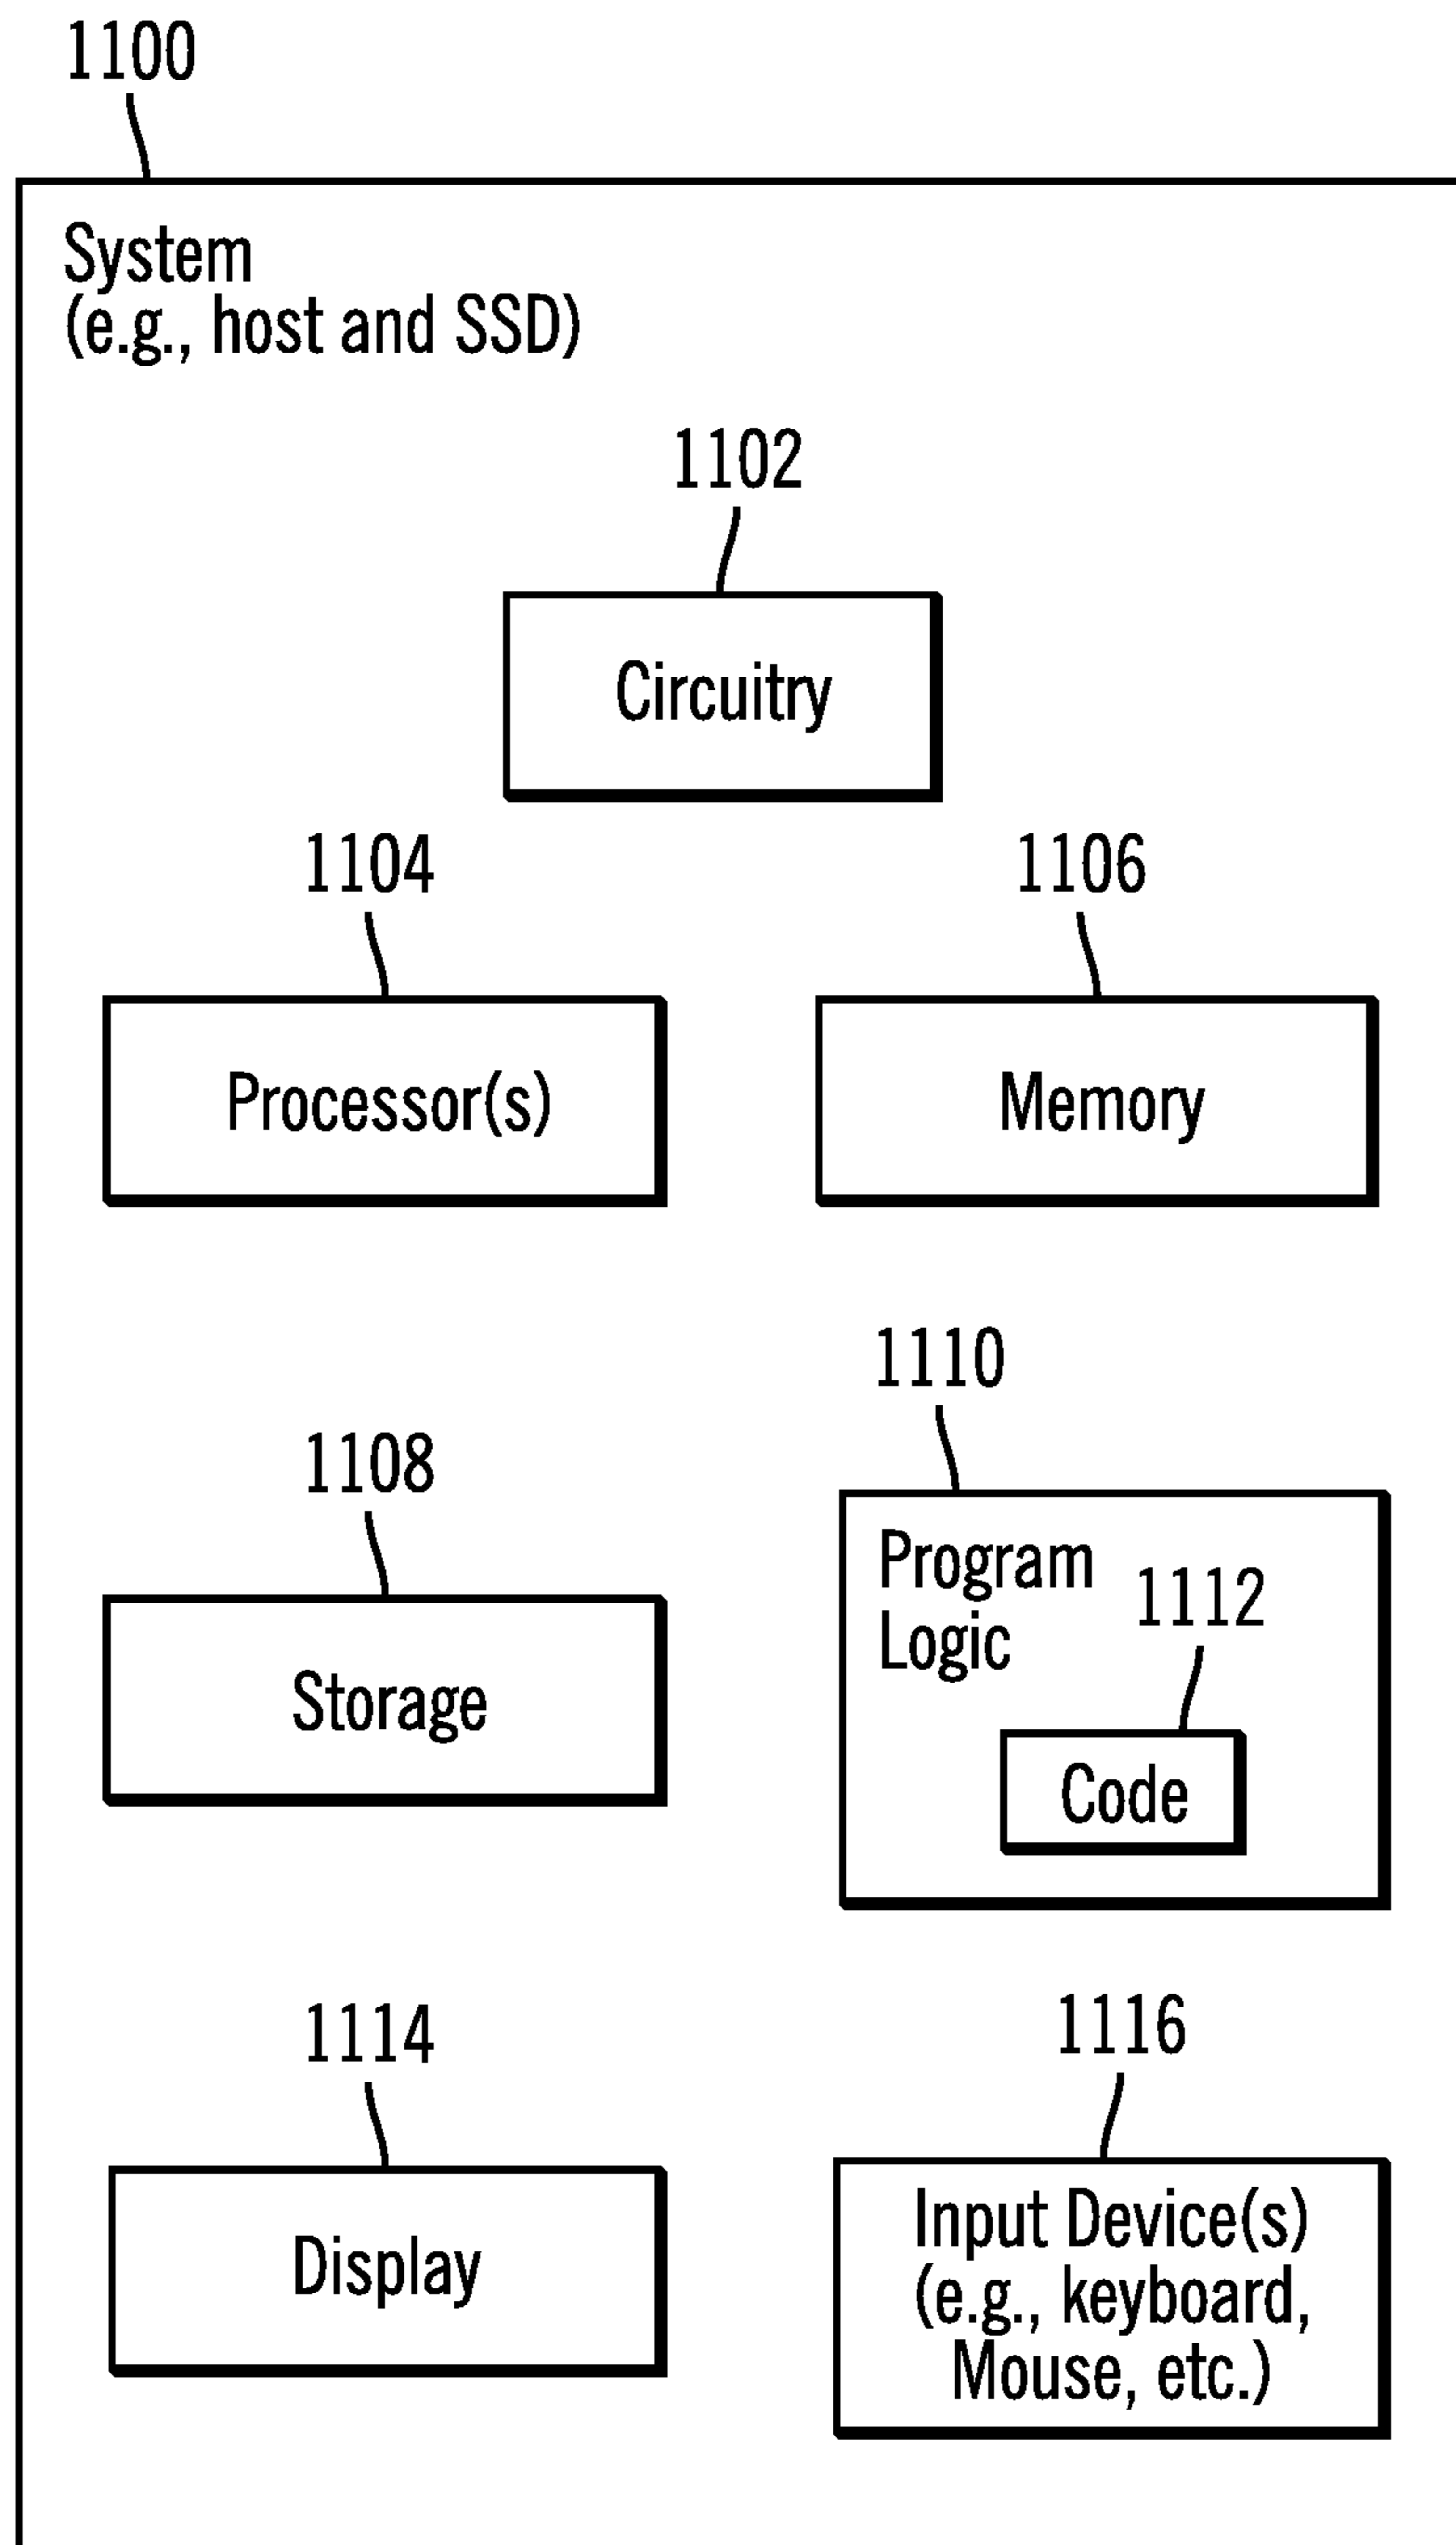 1100
System
(e.g., host and SSD)
1102
Circuitry
1104
1106
Processor(s)
Memory
1110
1108
Program
Logic
1112
Storage
Code
1114
1116
Display
Input Device(s)
(e.g., keyboard,
Mouse, etc.)